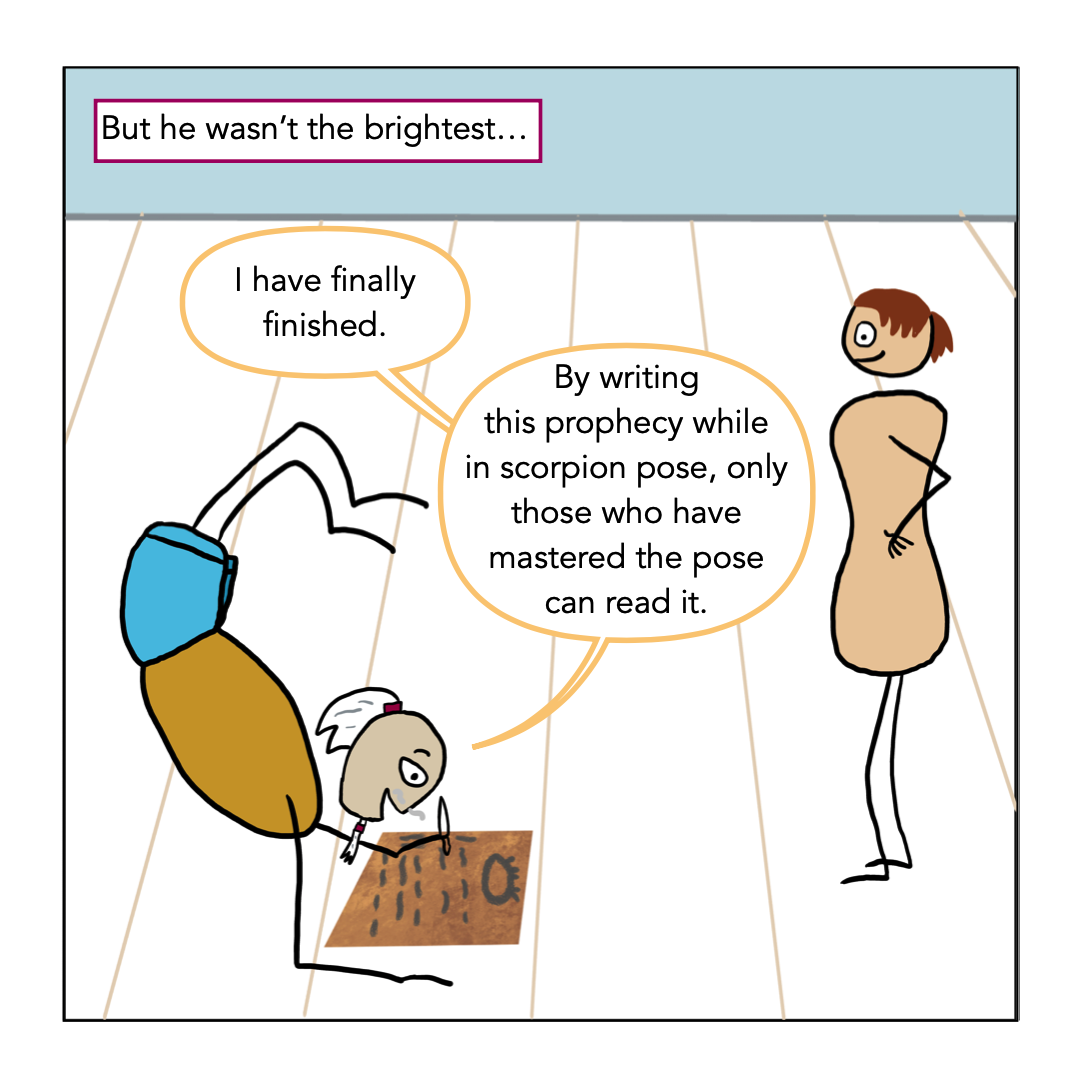 But he wasn’t the brightest…
I have finally
finished.
By writing
this prophecy while
in scorpion pose, only
those who have
mastered the pose
can read it.